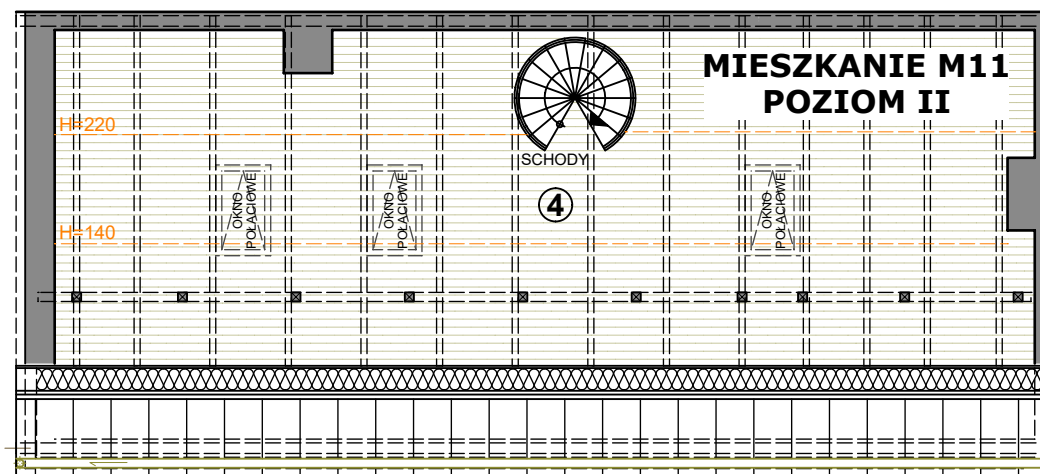 MIESZKANIE M11
POZIOM II
H=220
SCHODY
4
OKNO
POŁACIOWE
OKNO
POŁACIOWE
OKNO
POŁACIOWE
H=140